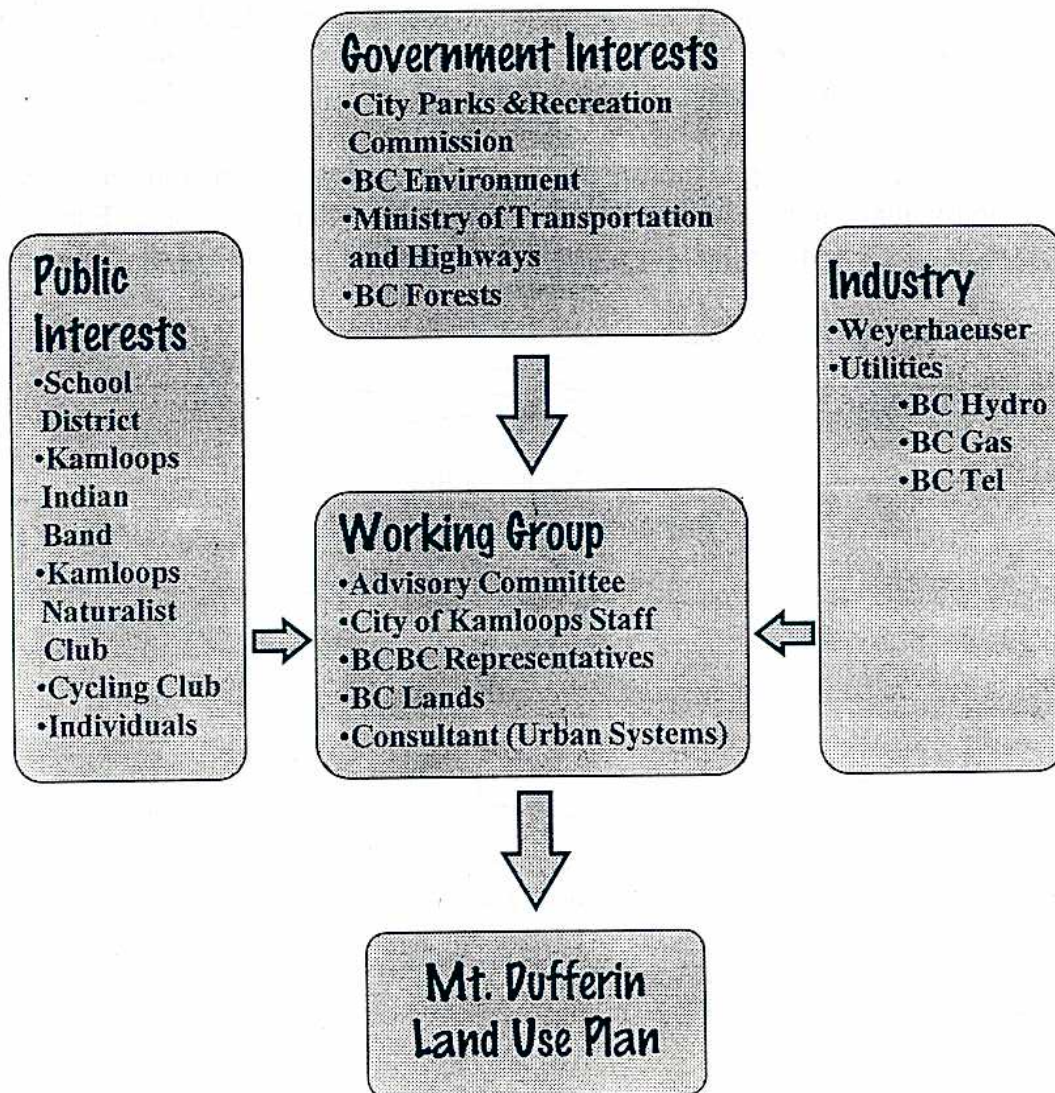 Government Interests
•City Parks &Recreation
Commission
•BC Environment
•Ministry of Transportation
and Highways
•BC Forests
Public
Interests
•School
District
•Kamloops
Indian
Band
•Kamloops
Naturalist
Club
•Cycling Club
•Individuals
Industry
•Weyerhaeuser
•Utilities
•BC Hydro
•BC Gas
•BC Tel
Working Group
•Advisory Committee
•City of Kamloops Staff
•BCBC Representatives
•BC Lands
•Consultant (Urban Systems)
Mt. Dufferin
Land Use Plan